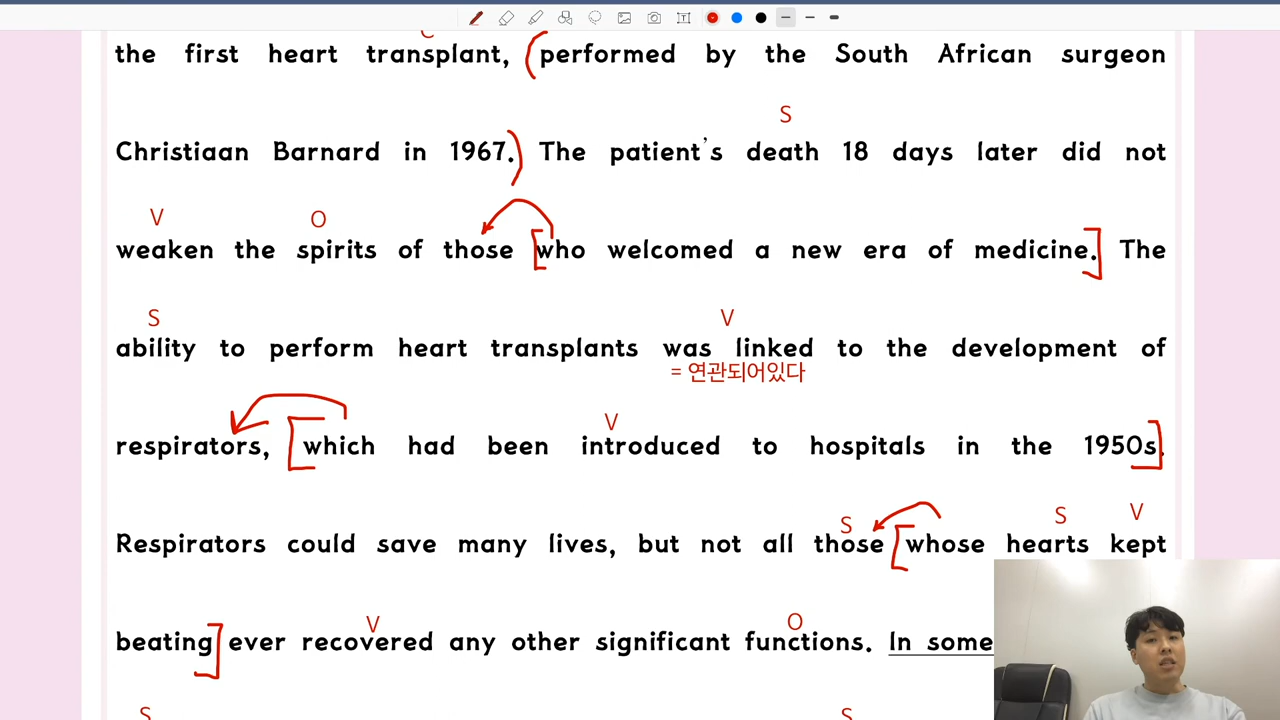 C
the first heart transplant, (performed by the South African surgeon
S
Christiaan Barnard in 1967.) The patient's death 18 days later did not
V O
weaken the spirits of those [who welcomed a new era of medicine.] The
S V
ability to perform heart transplants was linked to the development of
= 연관되어있다
V
respirators, [which had been introduced to hospitals in the 1950s].
S S V
Respirators could save many lives, but not all those [whose hearts kept
V O
beating] ever recovered any other significant functions. In some
S S